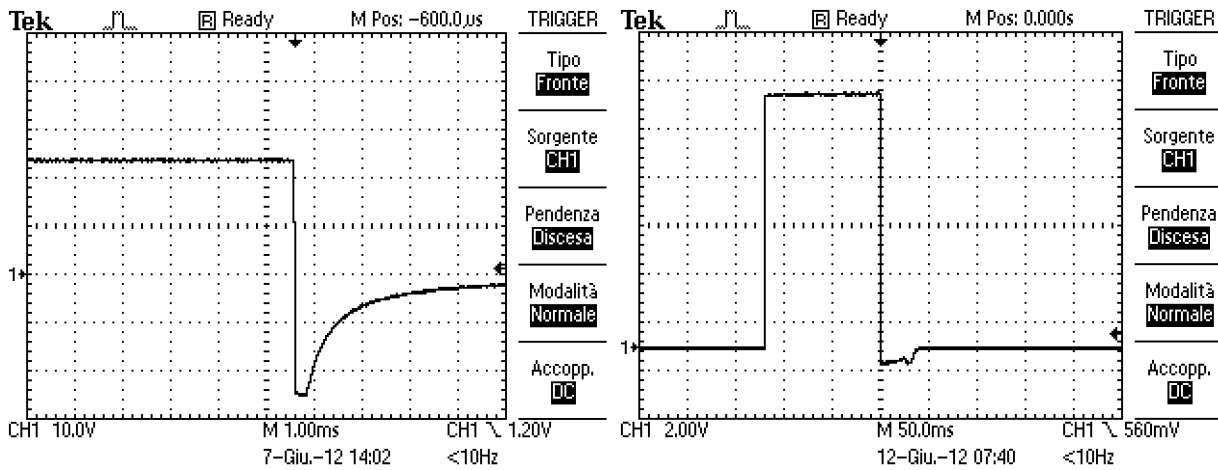 Tek R Ready M Pos: -600.0us TRIGGER
Tipo
Fronte
Sorgente
CH1
Pendenza
Discesa
1
Modalità
Normale
Accopp.
DC
CH1 10.0V M 1.00ms CH1 \ 1.20V
7-Giu.-12 14:02 <10Hz
Tek R Ready M Pos: 0.000s TRIGGER
Tipo
Fronte
Sorgente
CH1
Pendenza
Discesa
Modalità
Normale
1
Accopp.
DC
CH1 2.00V M 50.0ms CH1 \ 560mV
12-Giu.-12 07:40 <10Hz